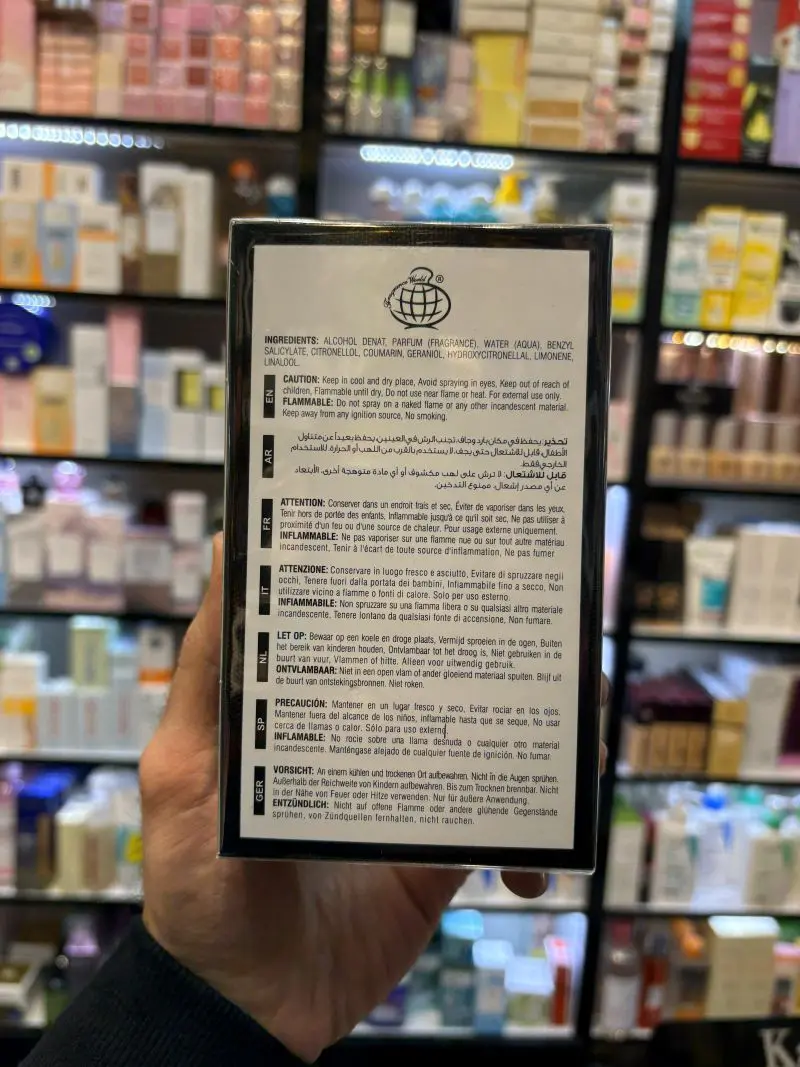 Fragrance World ®
INGREDIENTS: ALCOHOL DENAT, PARFUM (FRAGRANCE), WATER (AQUA), BENZYL
SALICYLATE, CITRONELLOL, COUMARIN, GERANIOL, HYDROXYCITRONELLAL, LIMONENE,
LINALOOL.
EN
CAUTION: Keep in cool and dry place, Avoid spraying in eyes, Keep out of reach of
children, Flammable until dry, Do not use near flame or heat. For external use only.
FLAMMABLE: Do not spray on a naked flame or any other incandescent material.
Keep away from any ignition source, No smoking.
AR
تحذير: يحفظ في مكان بارد وجاف، تجنب الرش في العينين، يحفظ بعيداً عن متناول
الأطفال، قابل للاشتعال حتى يجف، لا يستخدم بالقرب من اللهب أو الحرارة. للاستخدام
الخارجي فقط.
قابل للاشتعال: لا ترش على لهب مكشوف أو أي مادة متوهجة أخرى، الأبتعاد
عن أي مصدر إشعال، ممنوع التدخين.
FR
ATTENTION: Conserver dans un endroit frais et sec, Éviter de vaporiser dans les yeux,
Tenir hors de portée des enfants, Inflammable jusqu'à ce qu'il soit sec, Ne pas utiliser à
proximité d'un feu ou d'une source de chaleur. Pour usage externe uniquement.
INFLAMMABLE: Ne pas vaporiser sur une flamme nue ou sur tout autre matériau
incandescent, Tenir à l'écart de toute source d'inflammation, Ne pas fumer
IT
ATTENZIONE: Conservare in luogo fresco e asciutto, Evitare di spruzzare negli
occhi, Tenere fuori dalla portata dei bambini, Infiammabile fino a secco, Non
utilizzare vicino a fiamme o fonti di calore. Solo per uso esterno.
INFIAMMABILE: Non spruzzare su una fiamma libera o su qualsiasi altro materiale
incandescente, Tenere lontano da qualsiasi fonte di accensione, Non fumare.
NL
LET OP: Bewaar op een koele en droge plaats, Vermijd sproeien in de ogen, Buiten
het bereik van kinderen houden, Ontvlambaar tot het droog is, Niet gebruiken in de
buurt van vuur, Vlammen of hitte. Alleen voor uitwendig gebruik.
ONTVLAMBAAR: Niet in een open vlam of ander gloeiend materiaal spuiten. Blijf uit
de buurt van ontstekingsbronnen. Niet roken.
SP
PRECAUCIÓN: Mantener en un lugar fresco y seco, Evitar rociar en los ojos,
Mantener fuera del alcance de los niños, inflamable hasta que se seque, No usar
cerca de llamas o calor. Sólo para uso externo.
INFLAMABLE: No rocie sobre una llama desnuda o cualquier otro material
incandescente. Manténgase alejado de cualquier fuente de ignición. No fumar
GER
VORSICHT: An einem kühlen und trockenen Ort aufbewahren. Nicht in die Augen sprühen.
Außerhalb der Reichweite von Kindern aufbewahren. Bis zum Trocknen brennbar. Nicht
in der Nähe von Feuer oder Hitze verwenden. Nur für äußere Anwendung.
ENTZÜNDLICH: Nicht auf offene Flamme oder andere glühende Gegenstände
sprühen, von Zündquellen fernhalten, nicht rauchen.